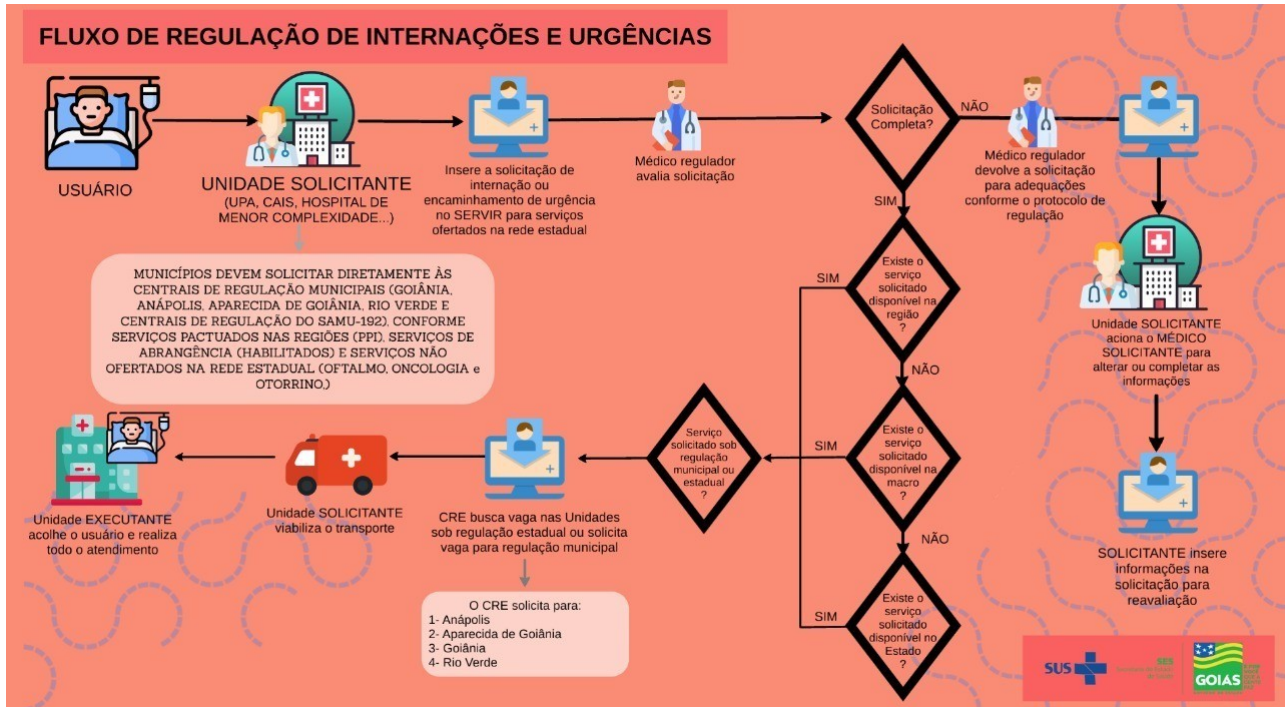 FLUXO DE REGULAÇÃO DE INTERNAÇÕES E URGÊNCIAS
USUÁRIO
UNIDADE SOLICITANTE
(UPA, CAIS, HOSPITAL DE
MENOR COMPLEXIDADE...)
Insere a solicitação de
internação ou
encaminhamento de urgência
no SERVIR para serviços
ofertados na rede estadual
Médico regulador
avalia solicitação
Solicitação
Completa?
NÃO
Médico regulador
devolve a solicitação
para adequações
conforme o protocolo de
regulação
SIM
Unidade SOLICITANTE
aciona o MÉDICO
SOLICITANTE para
alterar ou completar as
informações
SOLICITANTE insere
informações na
solicitação para
reavaliação
MUNICÍPIOS DEVEM SOLICITAR DIRETAMENTE ÀS
CENTRAIS DE REGULAÇÃO MUNICIPAIS (GOIÂNIA,
ANÁPOLIS, APARECIDA DE GOIÂNIA, RIO VERDE E
CENTRAIS DE REGULAÇÃO DO SAMU-192), CONFORME
SERVIÇOS PACTUADOS NAS REGIÕES (PPI), SERVIÇOS DE
ABRANGÊNCIA (HABILITADOS) E SERVIÇOS NÃO
OFERTADOS NA REDE ESTADUAL (OFTALMO, ONCOLOGIA e
OTORRINO,)
Existe o
serviço
solicitado
disponível na
região
?
SIM
NÃO
Existe o
serviço
solicitado
disponível na
macro
?
SIM
NÃO
Existe o
serviço
solicitado
disponível no
Estado
?
SIM
Serviço
solicitado sob
regulação
municipal ou
estadual
?
CRE busca vaga nas Unidades
sob regulação estadual ou solicita
vaga para regulação municipal
O CRE solicita para:
1- Anápolis
2- Aparecida de Goiânia
3- Goiânia
4- Rio Verde
Unidade SOLICITANTE
viabiliza o transporte
Unidade EXECUTANTE
acolhe o usuário e realiza
todo o atendimento
SUS
SES
GOIÁS